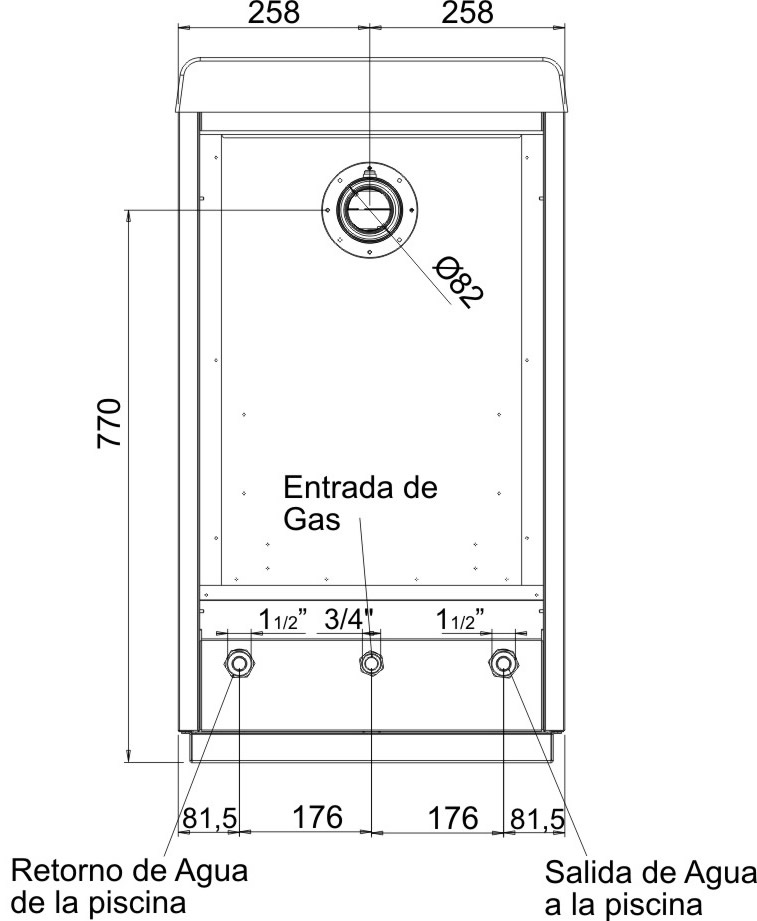 258 258
Ø82
770
Entrada de
Gas
1 1/2” 3/4" 1 1/2”
81,5 176 176 81,5
Retorno de Agua
de la piscina
Salida de Agua
a la piscina